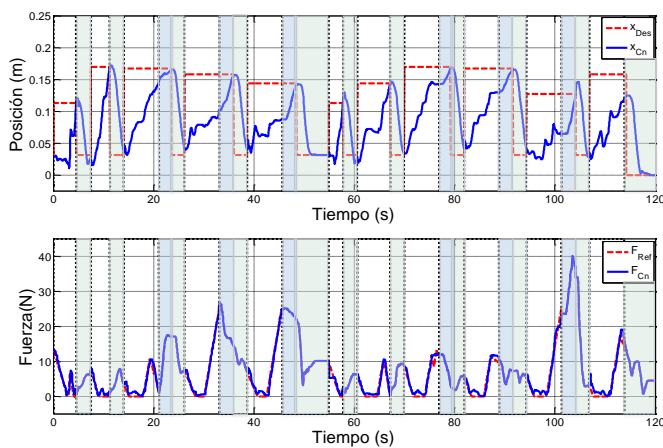 0.25
0.2
0.15
0.1
0.05
0
Posición (m)
x_Des
x_Cn
0 20 40 60 80 100 120
Tiempo (s)
40
30
20
10
0
Fuerza(N)
F_Ref
F_Cn
0 20 40 60 80 100 120
Tiempo (s)